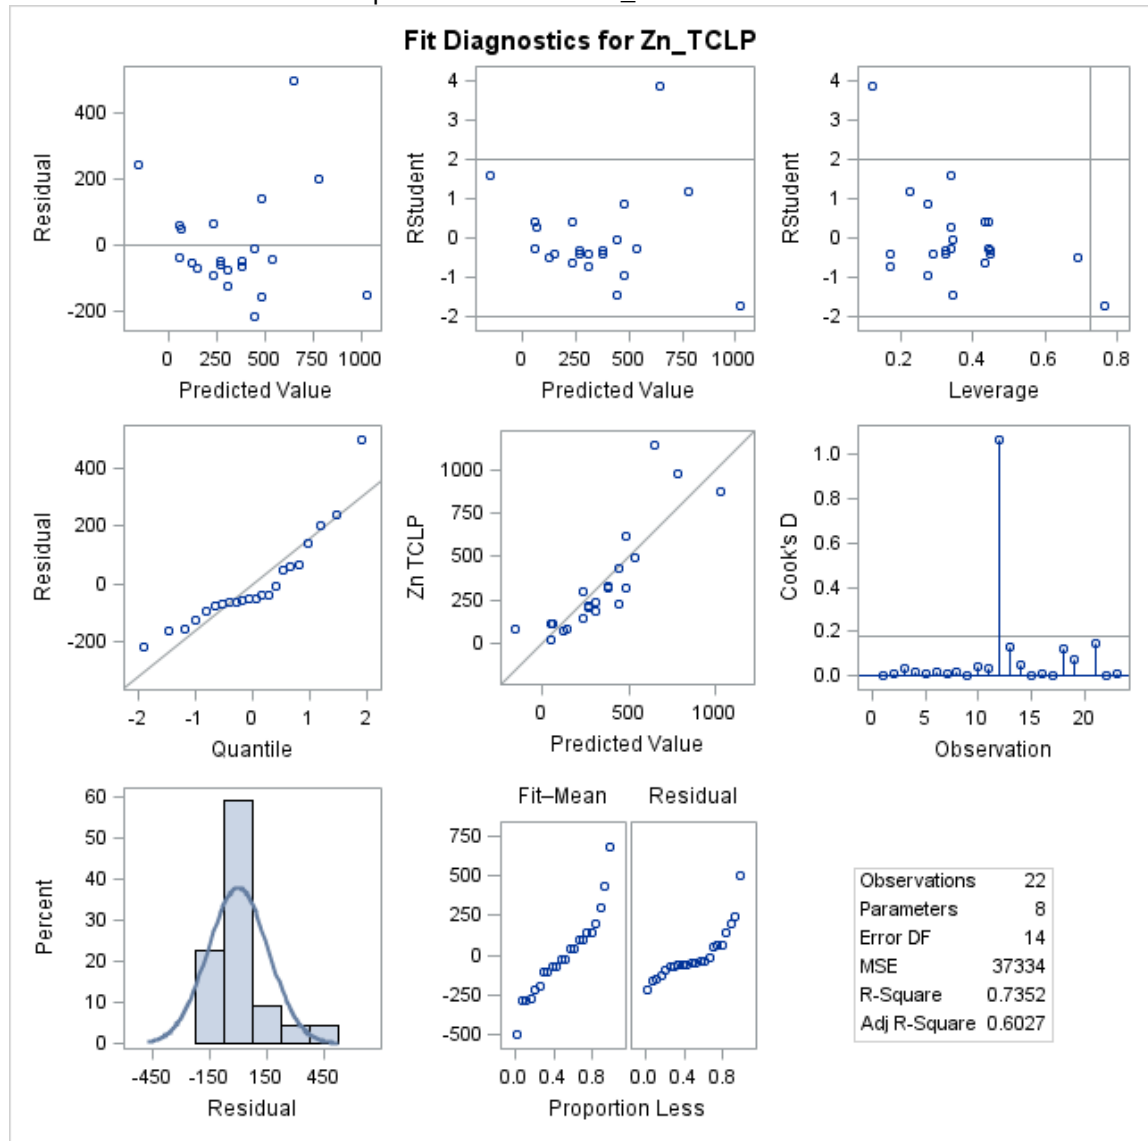 Fit Diagnostics for Zn_TCLP
400
200
0
-200
Residual
0 250 500 750 1000
Predicted Value
4
3
2
1
0
-1
-2
RStudent
0 250 500 750 1000
Predicted Value
4
3
2
1
0
-1
-2
RStudent
0.2 0.4 0.6 0.8
Leverage
400
200
0
-200
Residual
-2 -1 0 1 2
Quantile
1000
750
500
250
0
Zn TCLP
0 500 1000
Predicted Value
1.0
0.8
0.6
0.4
0.2
0.0
Cook's D
0 5 10 15 20
Observation
60
50
40
30
20
10
0
Percent
-450 -150 150 450
Residual
Fit–Mean Residual
750
500
250
0
-250
-500
0.0 0.4 0.8 0.0 0.4 0.8
Proportion Less
Observations 22
Parameters 8
Error DF 14
MSE 37334
R-Square 0.7352
Adj R-Square 0.6027